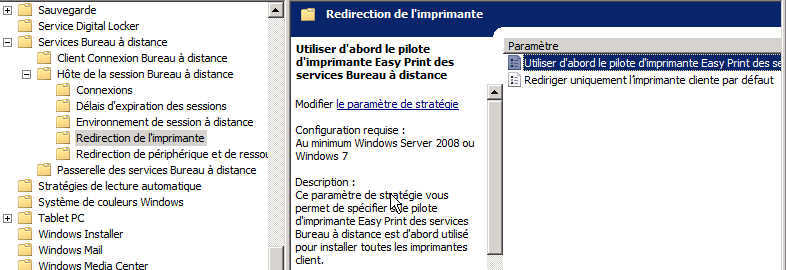 Sauvegarde
Service Digital Locker
Services Bureau à distance
Client Connexion Bureau à distance
Hôte de la session Bureau à distance
Connexions
Délais d'expiration des sessions
Environnement de session à distance
Redirection de l'imprimante
Redirection de périphérique et de ressou
Passerelle des services Bureau à distance
Stratégies de lecture automatique
Système de couleurs Windows
Tablet PC
Windows Installer
Windows Mail
Windows Media Center
Redirection de l'imprimante
Utiliser d'abord le pilote
d'imprimante Easy Print des
services Bureau à distance
Modifier le paramètre de stratégie
Configuration requise :
Au minimum Windows Server 2008 ou
Windows 7
Description :
Ce paramètre de stratégie vous
permet de spécifier le pilote
d'imprimante Easy Print des services
Bureau à distance est d'abord utilisé
pour installer toutes les imprimantes
client.
Paramètre
Utiliser d'abord le pilote d'imprimante Easy Print des se
Rediriger uniquement l'imprimante cliente par défaut